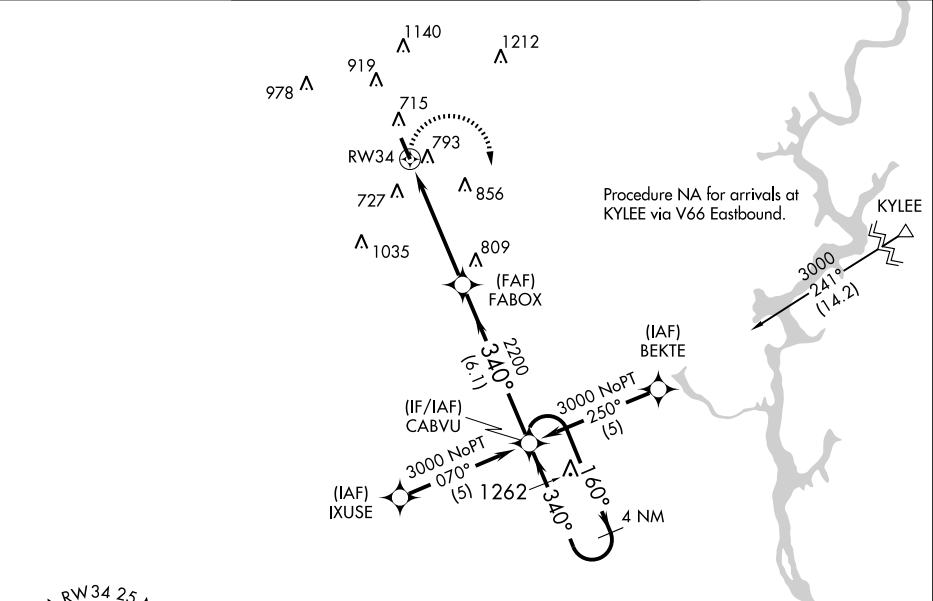 1140
1212
919
978
715
RW34
793
727
856
Procedure NA for arrivals at
KYLEE via V66 Eastbound.
KYLEE
1035
809
3000
241°
(14.2)
(FAF)
FABOX
2200
340°
(6.1)
(IAF)
BEKTE
3000 NoPT
250°
(5)
(IF/IAF)
CABVU
3000 NoPT
070°
(5)
(IAF)
IXUSE
1262
340°
160°
4 NM
RW34 25